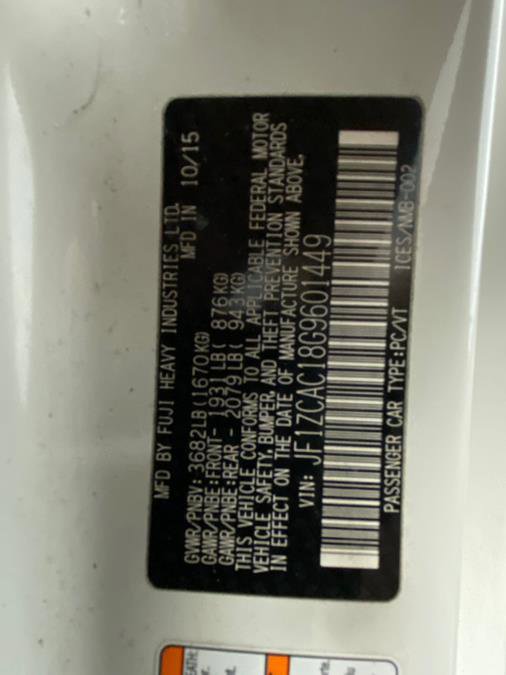 MFD BY FUJI HEAVY INDUSTRIES LTD.
MFD IN 10/15
GVWR/PNBV: 3682LB(1670KG)
GAWR/PNBE:FRONT- 1931LB( 876KG)
GAWR/PNBE:REAR - 2079LB( 943KG)
THIS VEHICLE CONFORMS TO ALL APPLICABLE FEDERAL MOTOR
VEHICLE SAFETY, BUMPER, AND THEFT PREVENTION STANDARDS
IN EFFECT ON THE DATE OF MANUFACTURE SHOWN ABOVE.
VIN: JF1ZCAC18G9601449
PASSENGER CAR TYPE:PC/VT ICES/NMB-002
EATH: